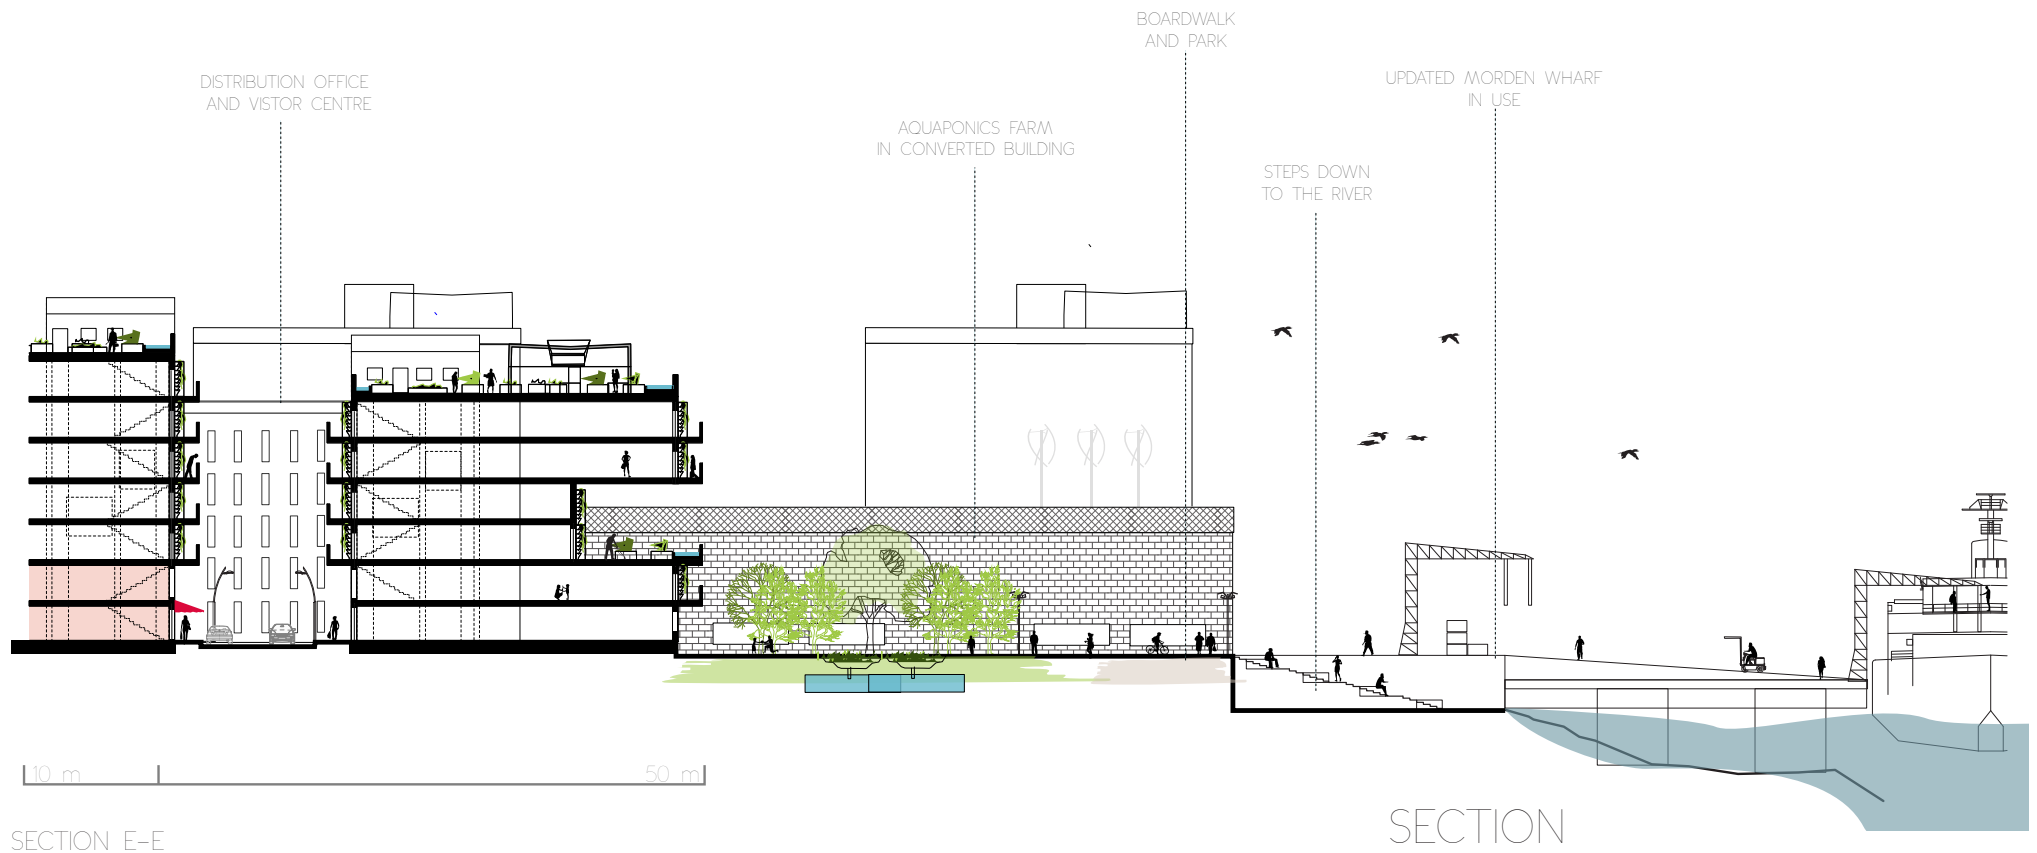 BOARDWALK
AND PARK
DISTRIBUTION OFFICE
AND VISTOR CENTRE
UPDATED MORDEN WHARF
IN USE
AQUAPONICS FARM
IN CONVERTED BUILDING
STEPS DOWN
TO THE RIVER
10 m
50 m
SECTION E-E
SECTION